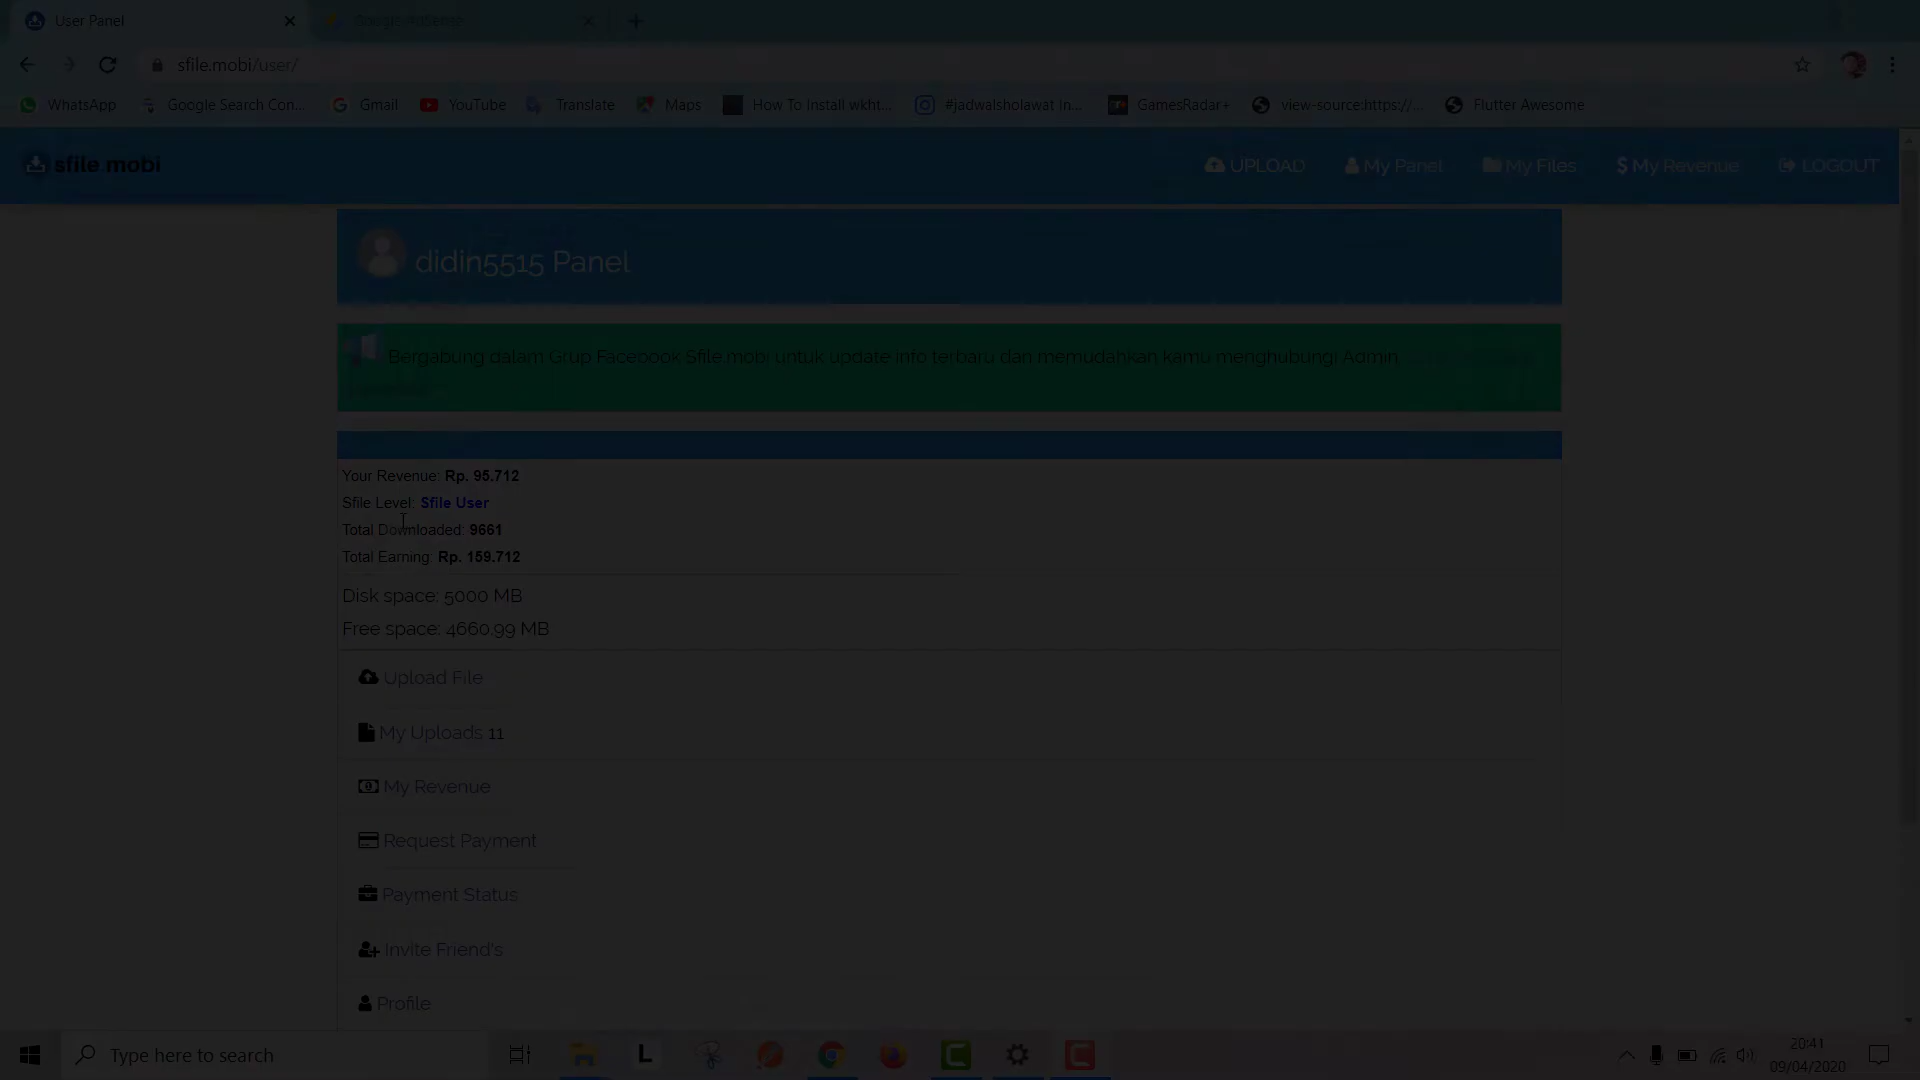 User Panel
Google AdSense
sfile.mobi/user/
WhatsApp
Google Search Con...
Gmail
YouTube
Translate
Maps
How To Install wkht...
#jadwalsholawat in...
GamesRadar+
view-source:https://...
Flutter Awesome
sfile.mobi
UPLOAD
My Panel
My Files
My Revenue
LOGOUT
didin5515 Panel
Bergabung dalam Grup Facebook Sfile.mobi untuk update info terbaru dan memudahkan kamu menghubungi Admin
Your Revenue: Rp. 95.712
Sfile Level: Sfile User
Total Downloaded: 9661
Total Earning: Rp. 159.712
Disk space: 5000 MB
Free space: 4660.99 MB
Upload File
My Uploads 11
My Revenue
Request Payment
Payment Status
Invite Friend's
Profile
Type here to search
L
20:41
09/04/2020